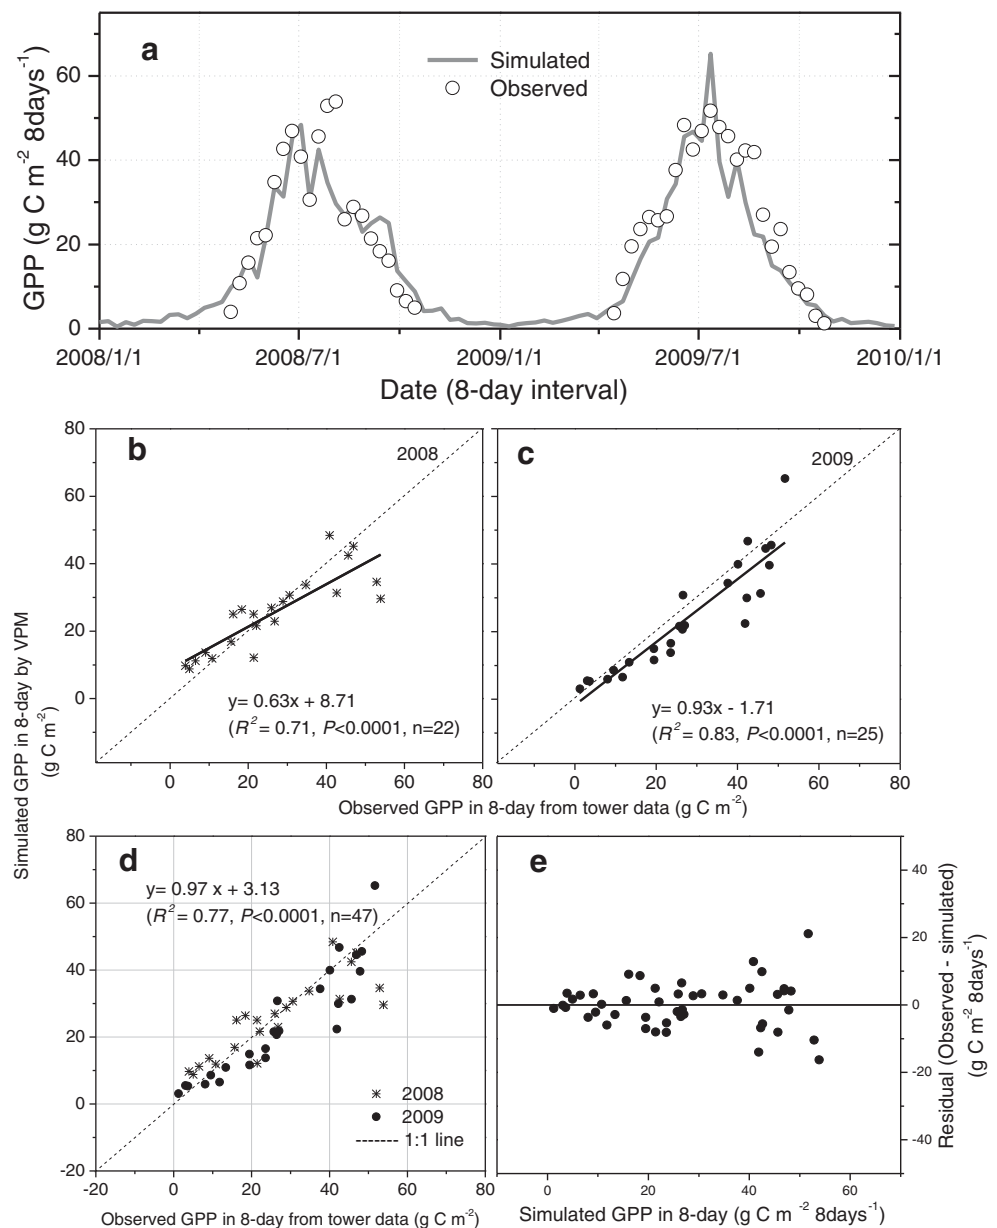 a
Simulated
Observed
GPP (g C m⁻² 8days⁻¹)
60
40
20
0
2008/1/1 2008/7/1 2009/1/1 2009/7/1 2010/1/1
Date (8-day interval)
Simulated GPP in 8-day by VPM
(g C m⁻²)
b
2008
80
60
40
20
0
y= 0.63x + 8.71
(R² = 0.71, P<0.0001, n=22)
0 20 40 60 80
c
2009
y= 0.93x - 1.71
(R² = 0.83, P<0.0001, n=25)
0 20 40 60 80
Observed GPP in 8-day from tower data (g C m⁻²)
d
80
60
40
20
0
-20
y= 0.97 x + 3.13
(R² = 0.77, P<0.0001, n=47)
2008
2009
1:1 line
-20 0 20 40 60 80
Observed GPP in 8-day from tower data (g C m⁻²)
e
40
20
0
-20
-40
Residual (Observed - simulated)
(g C m⁻² 8days⁻¹)
0 20 40 60
Simulated GPP in 8-day (g C m⁻² 8days⁻¹)